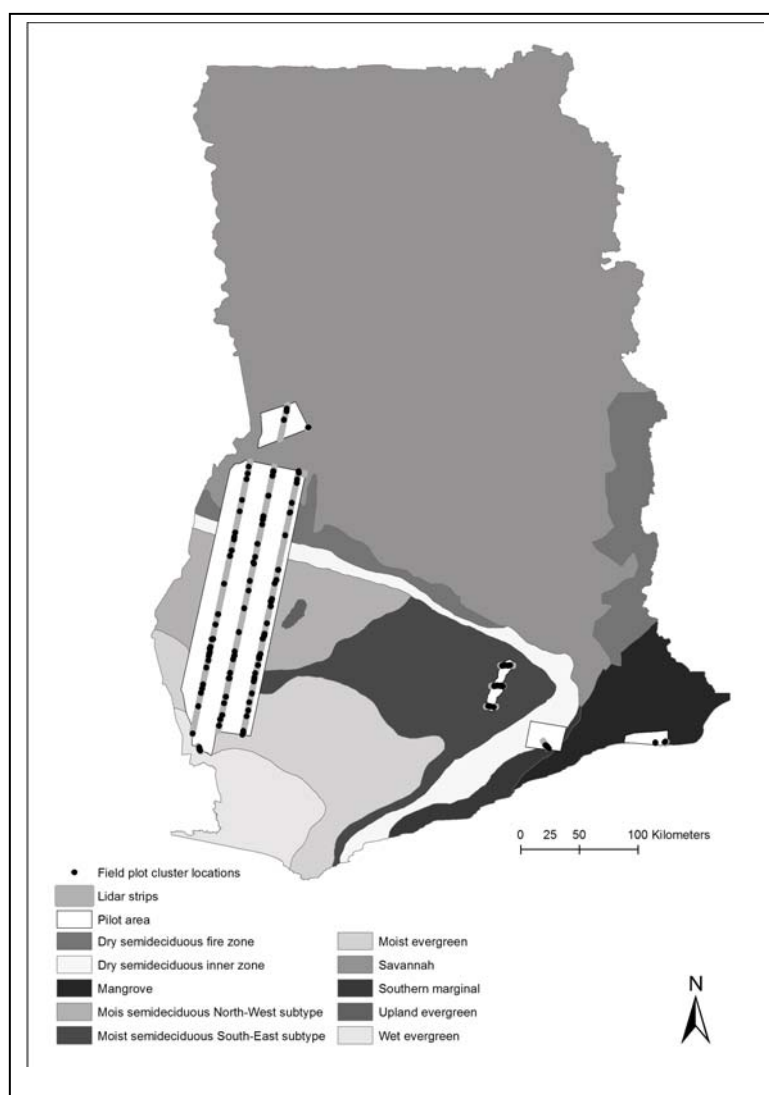 0 25 50 100 Kilometers
Field plot cluster locations
Lidar strips
Pilot area
Dry semideciduous fire zone
Dry semideciduous inner zone
Mangrove
Mois semideciduous North-West subtype
Moist semideciduous South-East subtype
Moist evergreen
Savannah
Southern marginal
Upland evergreen
Wet evergreen
N